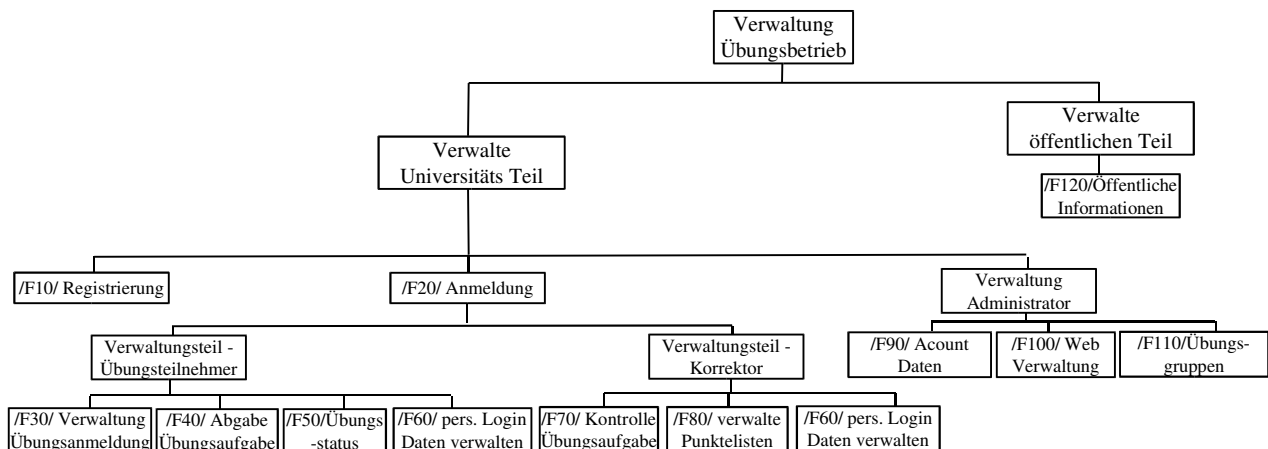 Verwaltung
Übungsbetrieb
Verwalte
öffentlichen Teil
Verwalte
Universitäts Teil
/F120/Öffentliche
Informationen
/F10/ Registrierung
/F20/ Anmeldung
Verwaltung
Administrator
Verwaltungsteil -
Übungsteilnehmer
Verwaltungsteil -
Korrektor
/F90/ Acount
Daten
/F100/ Web
Verwaltung
/F110/Übungs-
gruppen
/F30/ Verwaltung
Übungsanmeldung
/F40/ Abgabe
Übungsaufgabe
/F50/Übungs
-status
/F60/ pers. Login
Daten verwalten
/F70/ Kontrolle
Übungsaufgabe
/F80/ verwalte
Punktelisten
/F60/ pers. Login
Daten verwalten